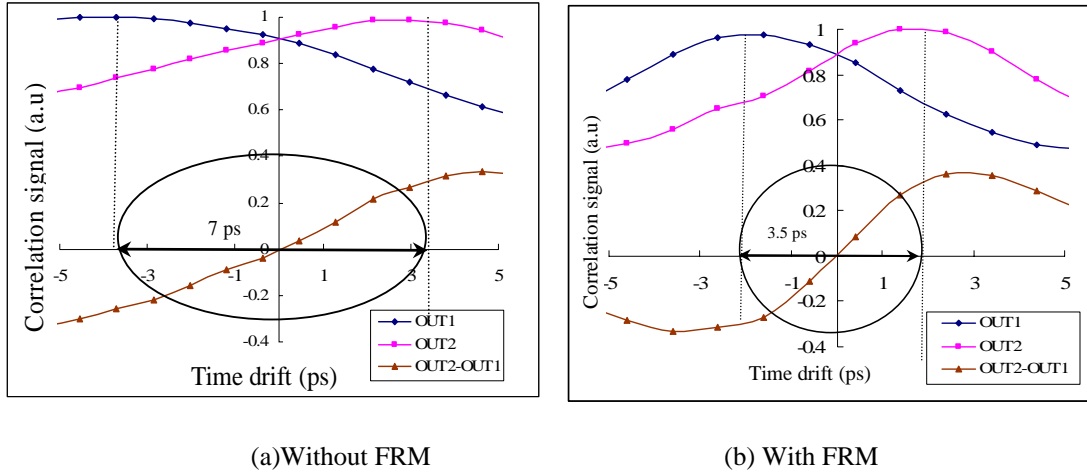 1
0.8
0.6
0.4
0.2
0
-0.2
-0.4
-5 -3 -1 1 3 5
7 ps
Correlation signal (a.u)
Time drift (ps)
OUT1
OUT2
OUT2-OUT1
(a)Without FRM
1
0.8
0.6
0.4
0.2
0
-0.2
-0.4
-5 -3 -1 1 3 5
3.5 ps
Correlation signal (a.u)
Time drift (ps)
OUT1
OUT2
OUT2-OUT1
(b) With FRM